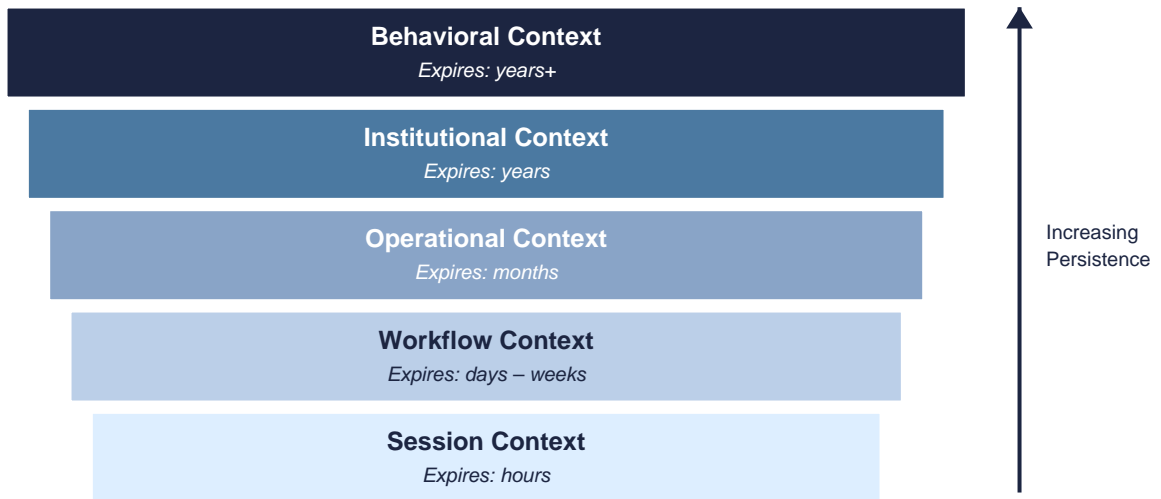 Behavioral Context
Expires: years+
Institutional Context
Expires: years
Operational Context
Expires: months
Workflow Context
Expires: days – weeks
Session Context
Expires: hours
Increasing
Persistence